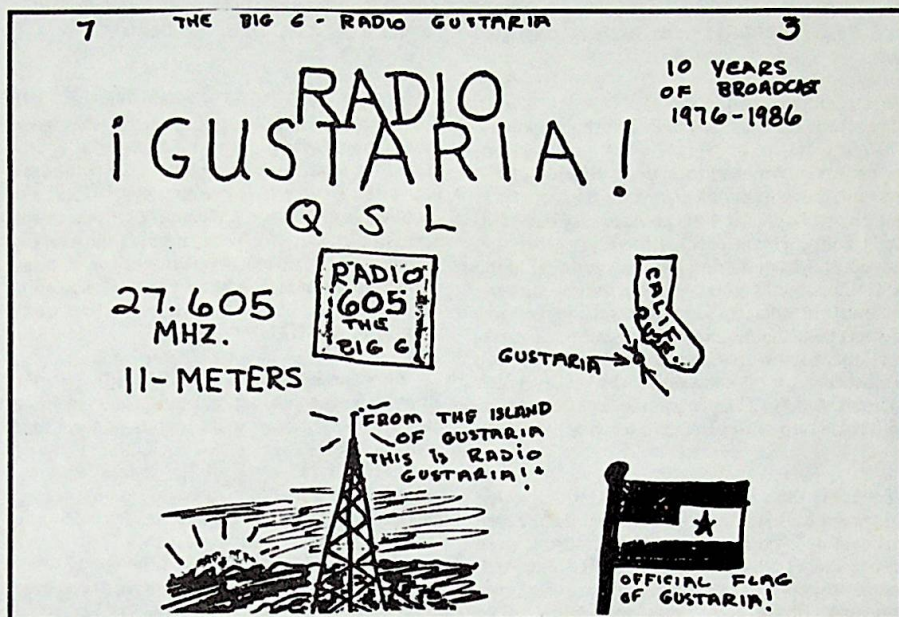 7 THE BIG 6 - RADIO GUSTARIA 3
10 YEARS
OF BROADCAST
1976-1986
RADIO
¡GUSTARIA!
QSL
27.605
MHZ.
11-METERS
RADIO
605
THE
BIG 6
CALIF.
GUSTARIA
FROM THE ISLAND
OF GUSTARIA
THIS IS RADIO
GUSTARIA!
OFFICIAL FLAG
OF GUSTARIA!